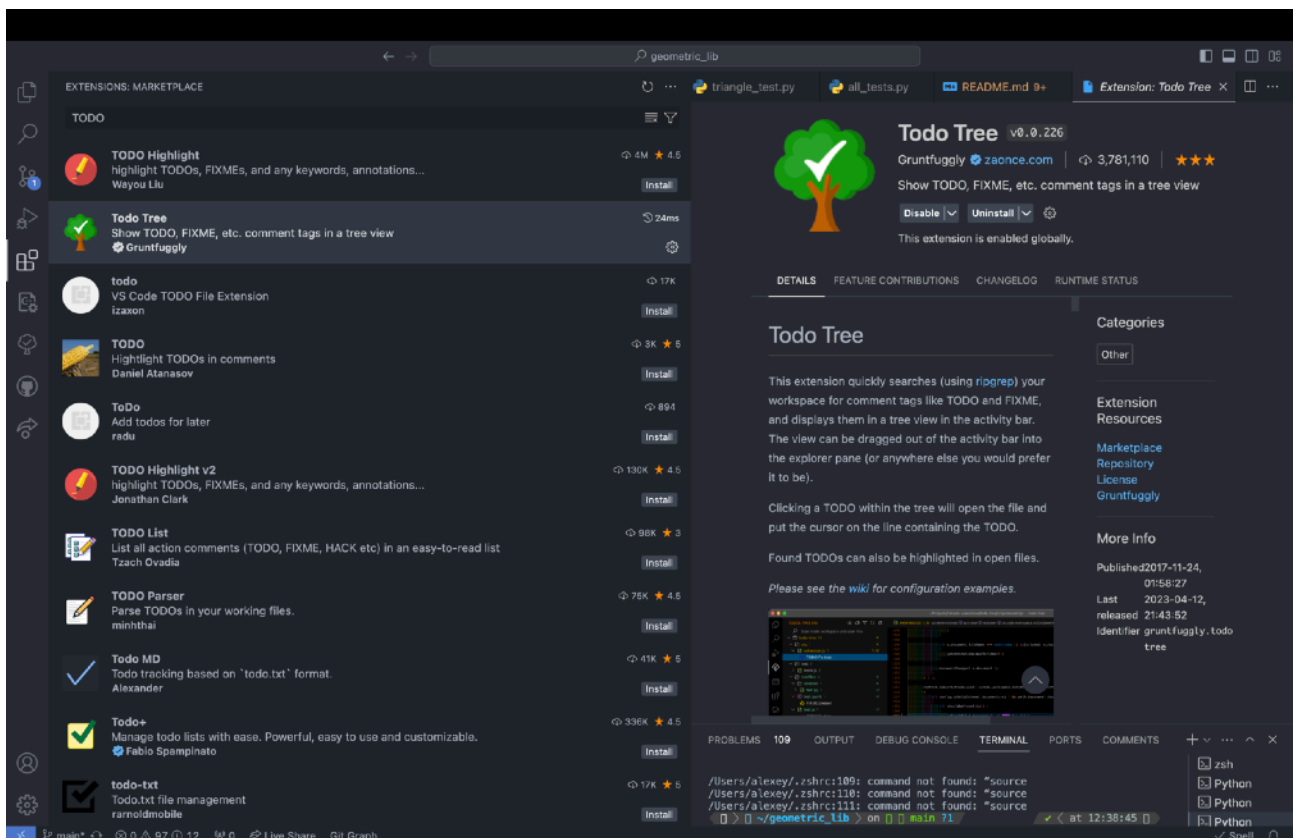 geometric_lib
EXTENSIONS: MARKETPLACE
TODO
TODO Highlight
4M ★ 4.5
highlight TODOs, FIXMEs, and any keywords, annotations...
Wayou Liu
Install
Todo Tree
24ms
Show TODO, FIXME, etc. comment tags in a tree view
Gruntfuggly
todo
17K
VS Code TODO File Extension
izaxon
Install
TODO
3K ★ 5
Hightlight TODOs in comments
Daniel Atanasov
Install
ToDo
894
Add todos for later
radu
Install
TODO Highlight v2
130K ★ 4.5
highlight TODOs, FIXMEs, and any keywords, annotations...
Jonathan Clark
Install
TODO List
98K ★ 3
List all action comments (TODO, FIXME, HACK etc) in an easy-to-read list
Tzach Ovadia
Install
TODO Parser
75K ★ 4.5
Parse TODOs in your working files.
minhthai
Install
Todo MD
41K ★ 5
Todo tracking based on `todo.txt` format.
Alexander
Install
Todo+
336K ★ 4.5
Manage todo lists with ease. Powerful, easy to use and customizable.
Fabio Spampinato
Install
todo-txt
17K ★ 5
Todo.txt file management
rarnoldmobile
Install
1
triangle_test.py all_tests.py README.md 9+ Extension: Todo Tree
Todo Tree v0.0.226
Gruntfuggly zaonce.com 3,781,110 ★★★
Show TODO, FIXME, etc. comment tags in a tree view
Disable Uninstall
This extension is enabled globally.
DETAILS FEATURE CONTRIBUTIONS CHANGELOG RUNTIME STATUS
Todo Tree
This extension quickly searches (using ripgrep) your
workspace for comment tags like TODO and FIXME,
and displays them in a tree view in the activity bar.
The view can be dragged out of the activity bar into
the explorer pane (or anywhere else you would prefer
it to be).
Clicking a TODO within the tree will open the file and
put the cursor on the line containing the TODO.
Found TODOs can also be highlighted in open files.
Please see the wiki for configuration examples.
Categories
Other
Extension
Resources
Marketplace
Repository
License
Gruntfuggly
More Info
Published2017-11-24,
01:58:27
Last 2023-04-12,
released 21:43:52
Identifier gruntfuggly.todo
tree
PROBLEMS 109 OUTPUT DEBUG CONSOLE TERMINAL PORTS COMMENTS
/Users/alexey/.zshrc:109: command not found: “source
/Users/alexey/.zshrc:110: command not found: “source
/Users/alexey/.zshrc:111: command not found: “source
~/geometric_lib on main ?1 ✔ at 12:38:45
zsh
Python
Python
Python
main* 0 97 12 0 Live Share Git Graph ✓ Spell